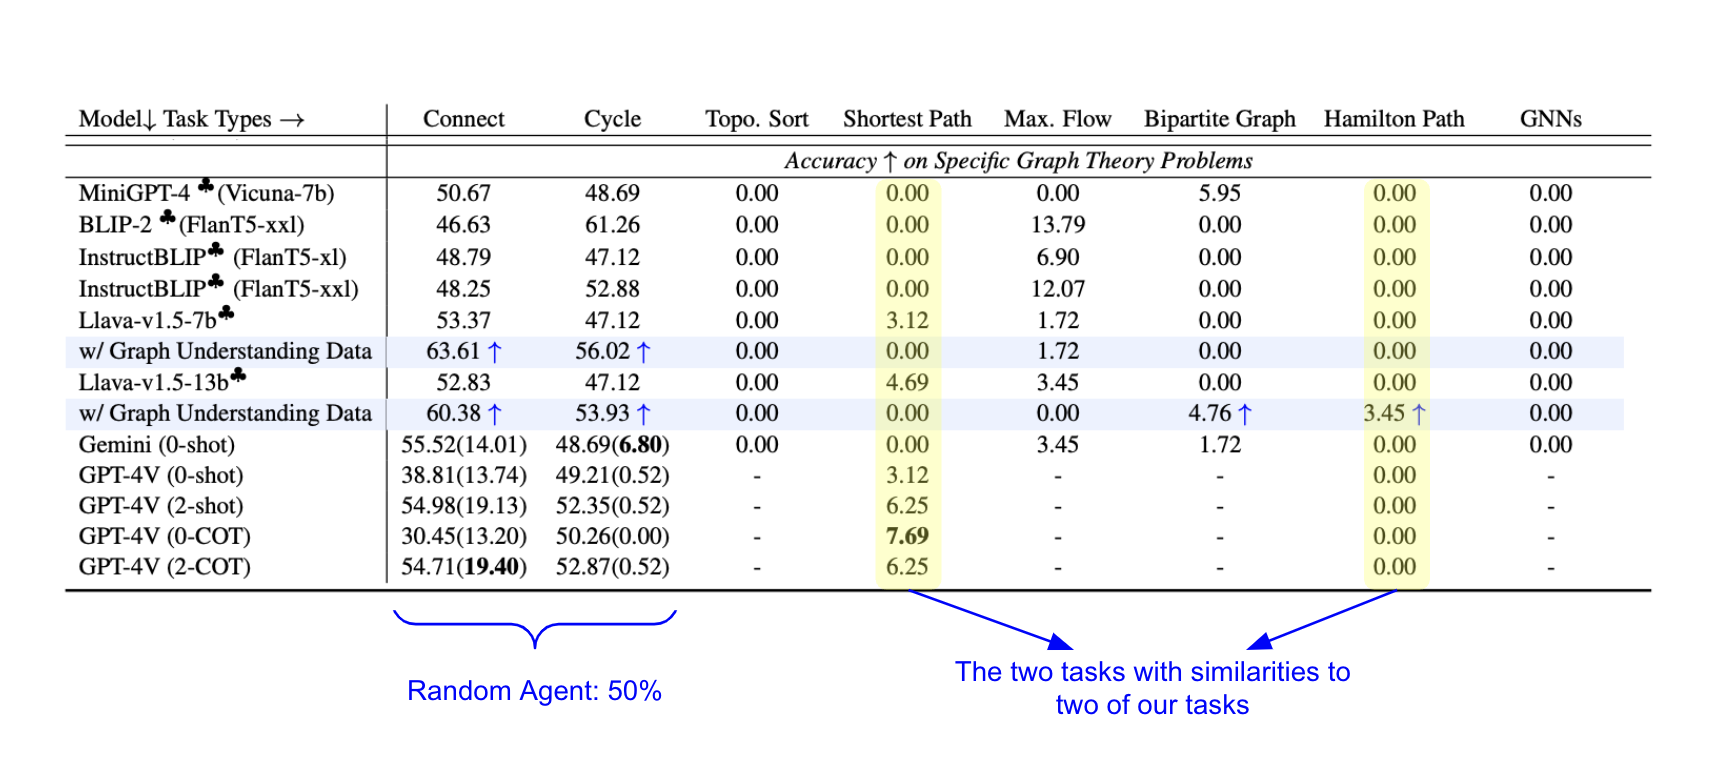 Model↓ Task Types → Connect Cycle Topo. Sort Shortest Path Max. Flow Bipartite Graph Hamilton Path GNNs
Accuracy ↑ on Specific Graph Theory Problems
MiniGPT-4 ♣ (Vicuna-7b) 50.67 48.69 0.00 0.00 0.00 5.95 0.00 0.00
BLIP-2 ♣ (FlanT5-xxl) 46.63 61.26 0.00 0.00 13.79 0.00 0.00 0.00
InstructBLIP♣ (FlanT5-xl) 48.79 47.12 0.00 0.00 6.90 0.00 0.00 0.00
InstructBLIP♣ (FlanT5-xxl) 48.25 52.88 0.00 0.00 12.07 0.00 0.00 0.00
Llava-v1.5-7b♣ 53.37 47.12 0.00 3.12 1.72 0.00 0.00 0.00
w/ Graph Understanding Data 63.61 ↑ 56.02 ↑ 0.00 0.00 1.72 0.00 0.00 0.00
Llava-v1.5-13b♣ 52.83 47.12 0.00 4.69 3.45 0.00 0.00 0.00
w/ Graph Understanding Data 60.38 ↑ 53.93 ↑ 0.00 0.00 0.00 4.76 ↑ 3.45 ↑ 0.00
Gemini (0-shot) 55.52(14.01) 48.69(6.80) 0.00 0.00 3.45 1.72 0.00 0.00
GPT-4V (0-shot) 38.81(13.74) 49.21(0.52) - 3.12 - - 0.00 -
GPT-4V (2-shot) 54.98(19.13) 52.35(0.52) - 6.25 - - 0.00 -
GPT-4V (0-COT) 30.45(13.20) 50.26(0.00) - 7.69 - - 0.00 -
GPT-4V (2-COT) 54.71(19.40) 52.87(0.52) - 6.25 - - 0.00 -
Random Agent: 50%
The two tasks with similarities to
two of our tasks